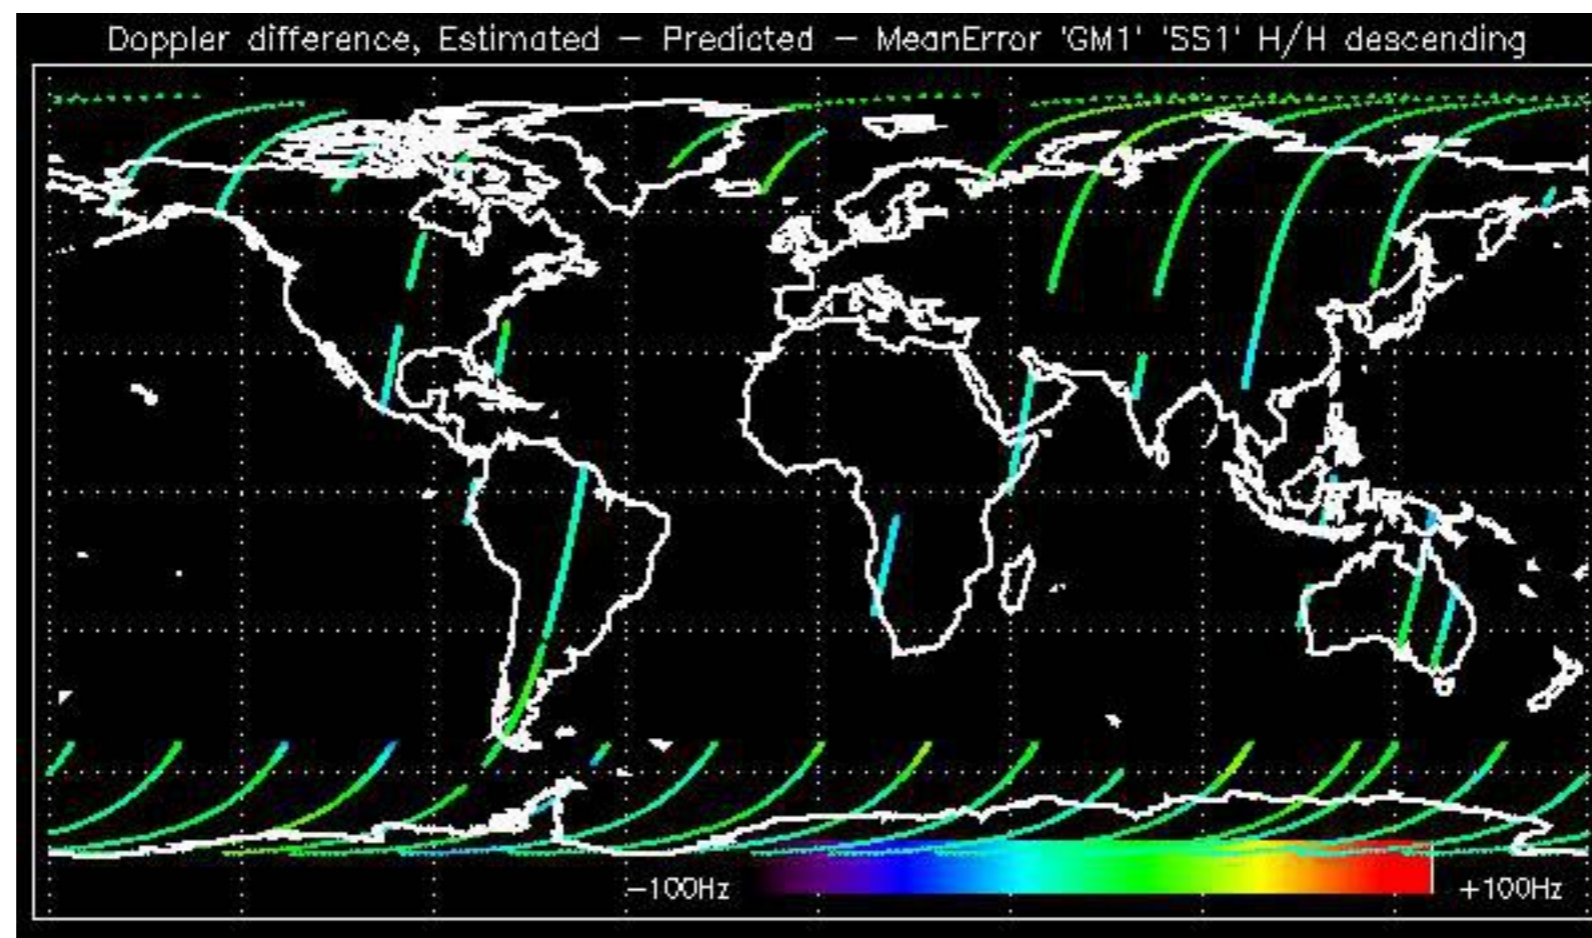 Doppler difference, Estimated – Predicted – MeanError 'GM1' 'SS1' H/H descending
–100Hz +100Hz